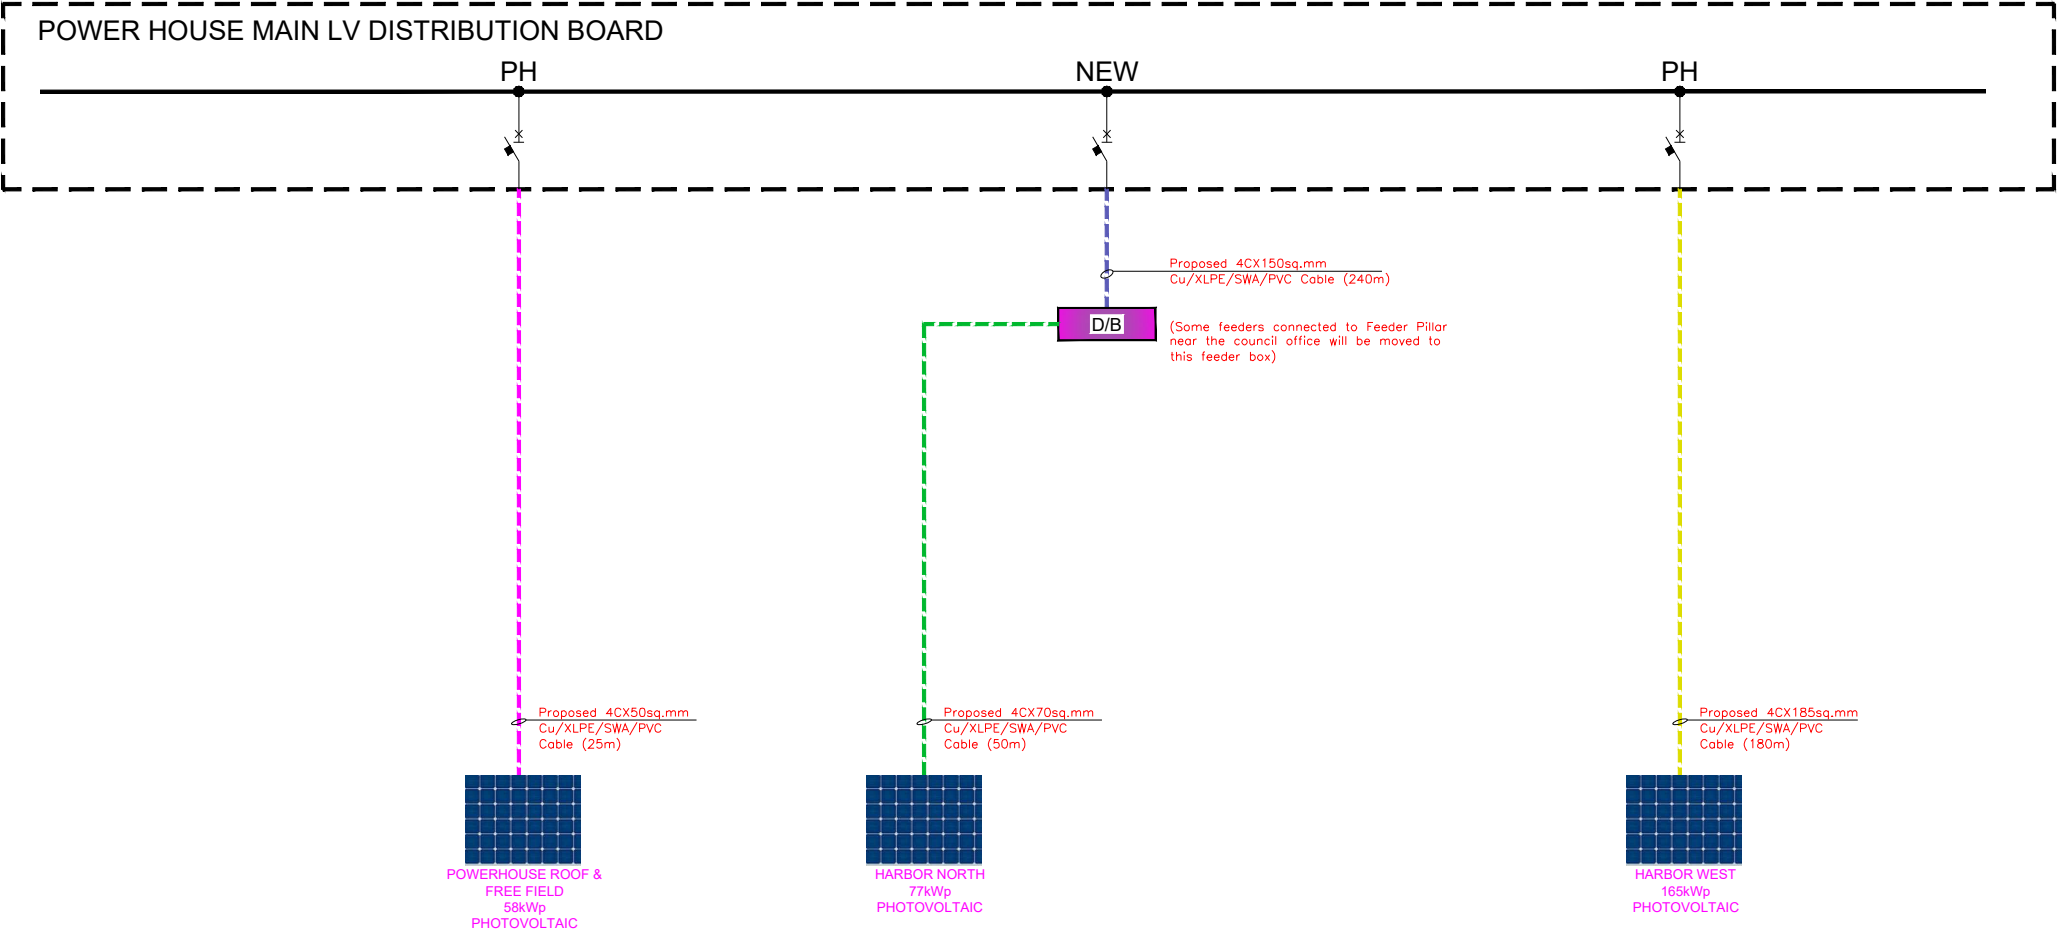 POWER HOUSE MAIN LV DISTRIBUTION BOARD
PH
NEW
PH
Proposed 4CX150sq.mm
Cu/XLPE/SWA/PVC Cable (240m)
D/B
(Some feeders connected to Feeder Pillar
near the council office will be moved to
this feeder box)
Proposed 4CX50sq.mm
Cu/XLPE/SWA/PVC
Cable (25m)
Proposed 4CX70sq.mm
Cu/XLPE/SWA/PVC
Cable (50m)
Proposed 4CX185sq.mm
Cu/XLPE/SWA/PVC
Cable (180m)
POWERHOUSE ROOF &
FREE FIELD
58kWp
PHOTOVOLTAIC
HARBOR NORTH
77kWp
PHOTOVOLTAIC
HARBOR WEST
165kWp
PHOTOVOLTAIC